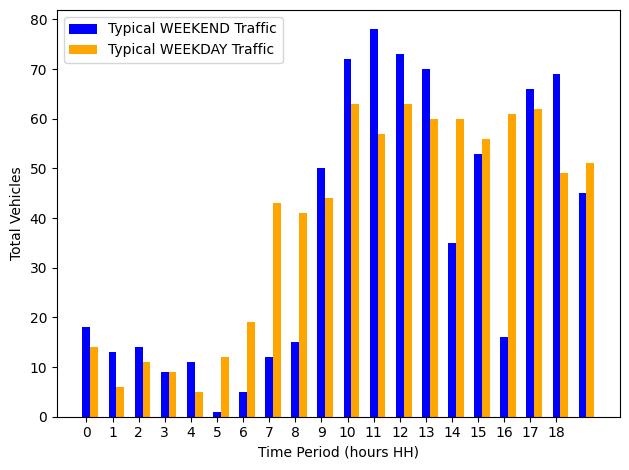 Typical WEEKEND Traffic
Typical WEEKDAY Traffic
80
70
60
50
40
30
20
10
0
Total Vehicles
0 1 2 3 4 5 6 7 8 9 10 11 12 13 14 15 16 17 18
Time Period (hours HH)